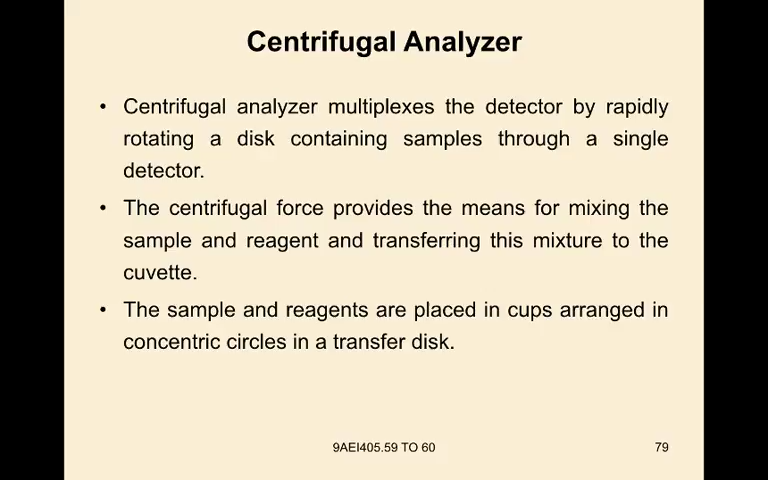 Centrifugal Analyzer
• Centrifugal analyzer multiplexes the detector by rapidly
rotating a disk containing samples through a single
detector.
• The centrifugal force provides the means for mixing the
sample and reagent and transferring this mixture to the
cuvette.
• The sample and reagents are placed in cups arranged in
concentric circles in a transfer disk.
9AEI405.59 TO 60
79